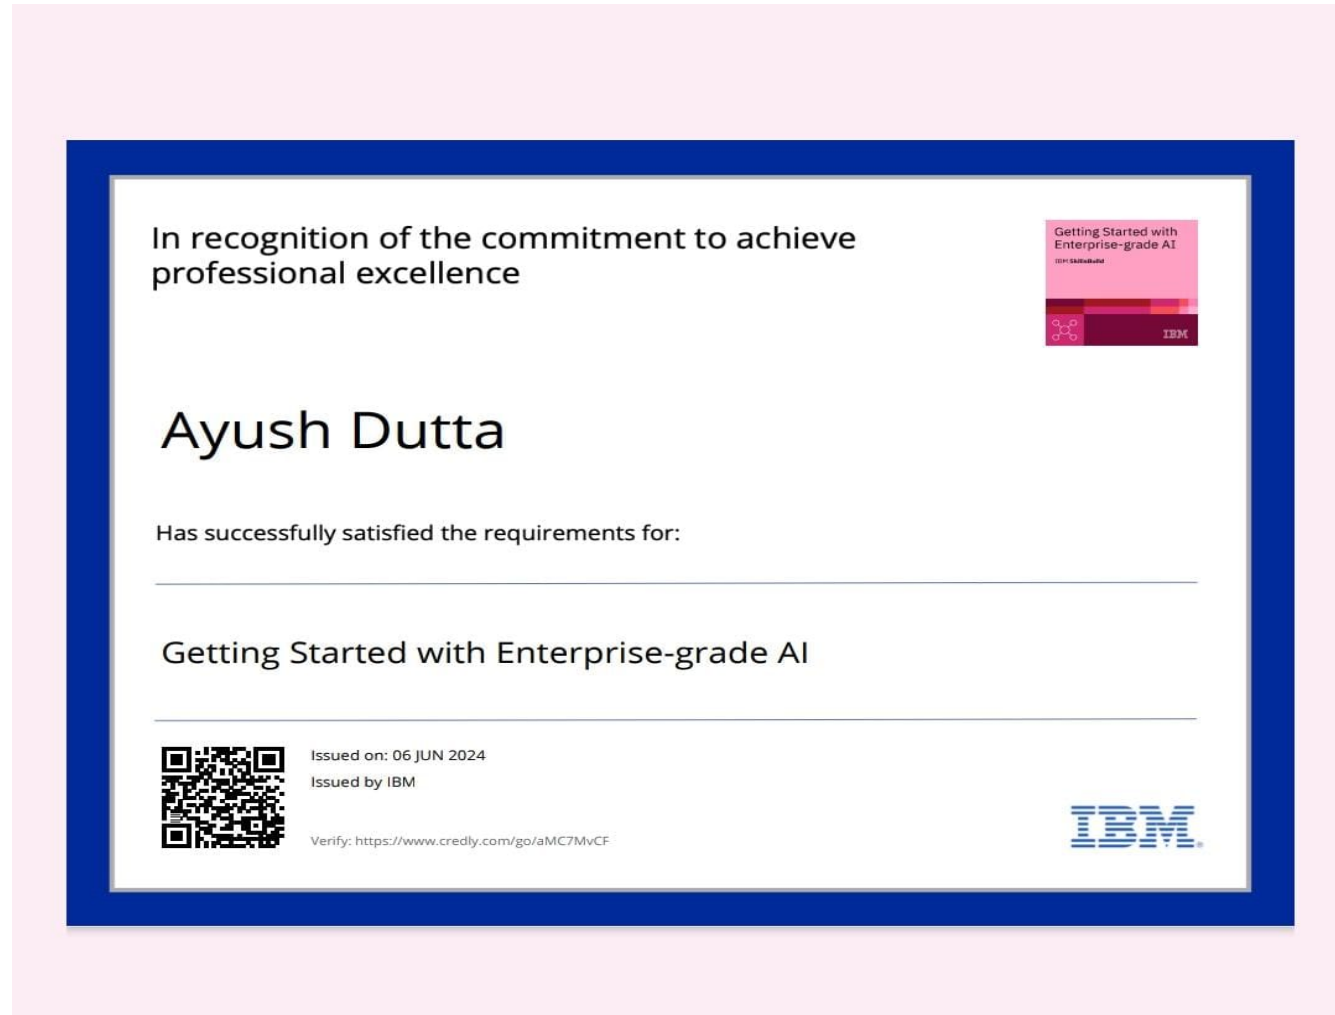 In recognition of the commitment to achieve
professional excellence
Getting Started with
Enterprise-grade AI
IBM SkillsBuild
IBM
Ayush Dutta
Has successfully satisfied the requirements for:
Getting Started with Enterprise-grade AI
Issued on: 06 JUN 2024
Issued by IBM
Verify: https://www.credly.com/go/aMC7MvCF
IBM.